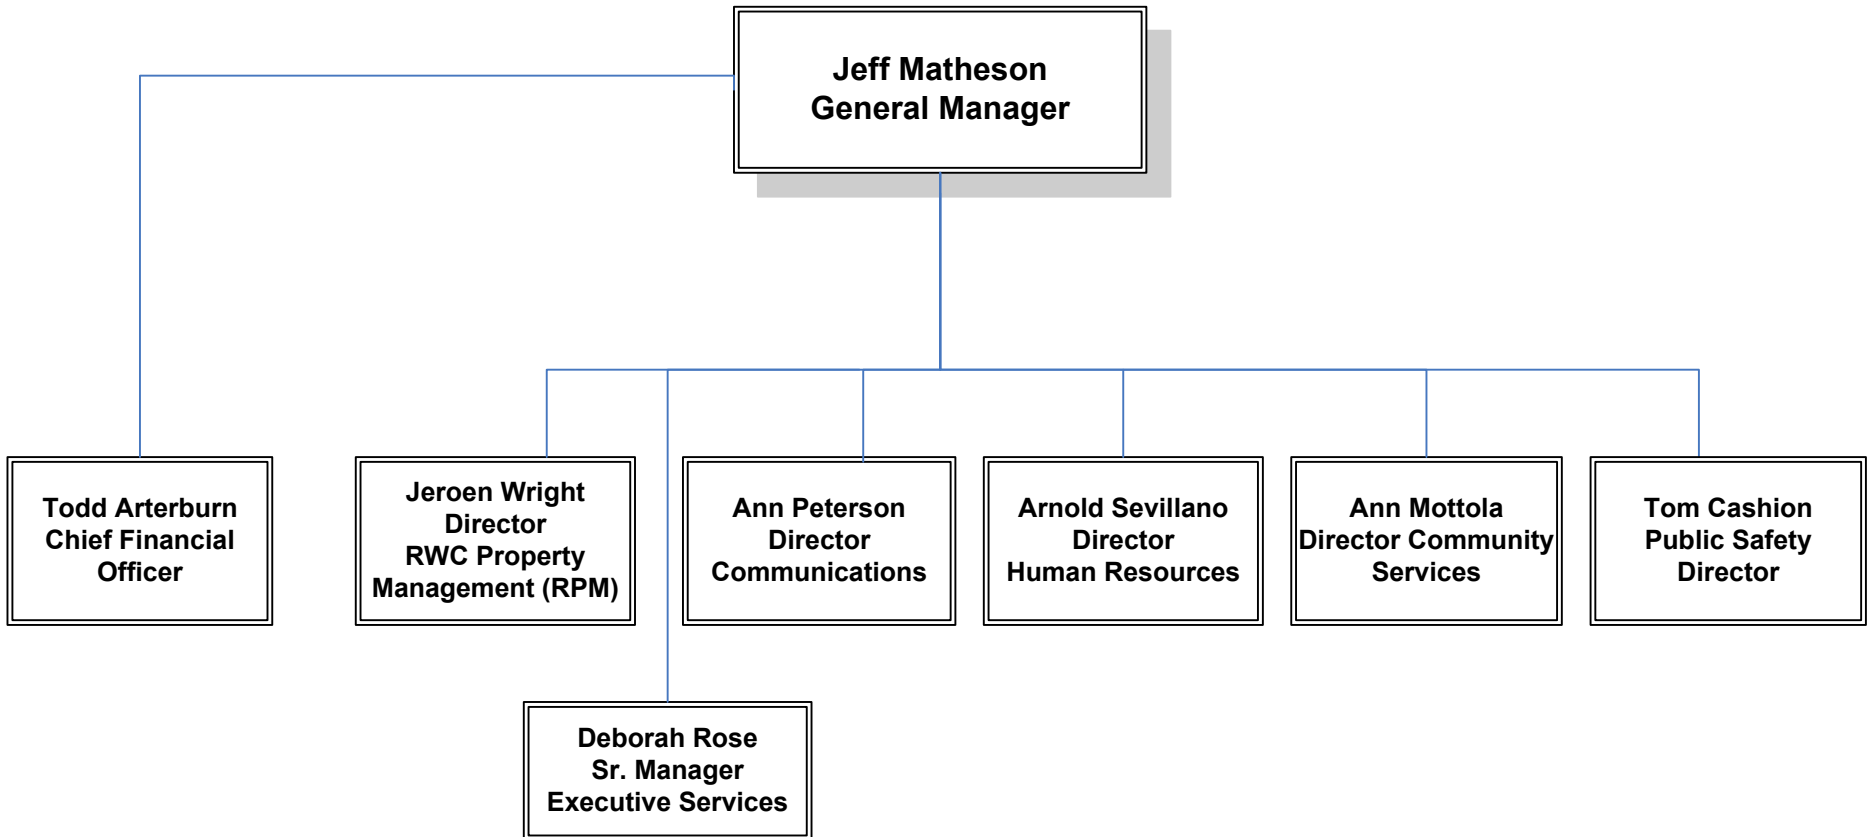 Jeff Matheson
General Manager
Todd Arterburn
Chief Financial
Officer
Jeroen Wright
Director
RWC Property
Management (RPM)
Ann Peterson
Director
Communications
Arnold Sevillano
Director
Human Resources
Ann Mottola
Director Community
Services
Tom Cashion
Public Safety
Director
Deborah Rose
Sr. Manager
Executive Services